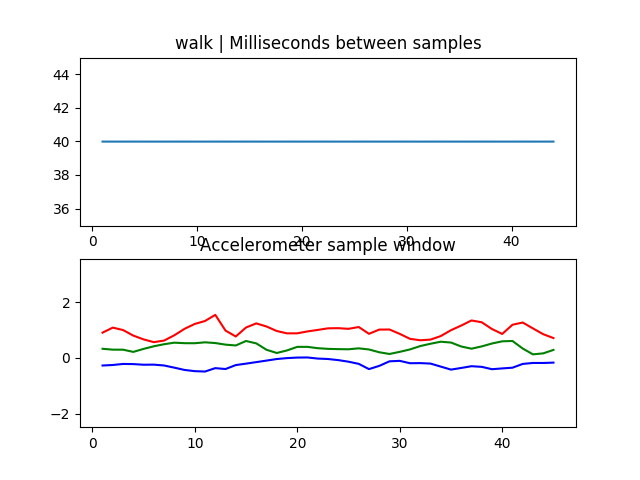 walk | Milliseconds between samples
44
42
40
38
36
0 10 20 30 40
Accelerometer sample window
2
0
−2
0 10 20 30 40